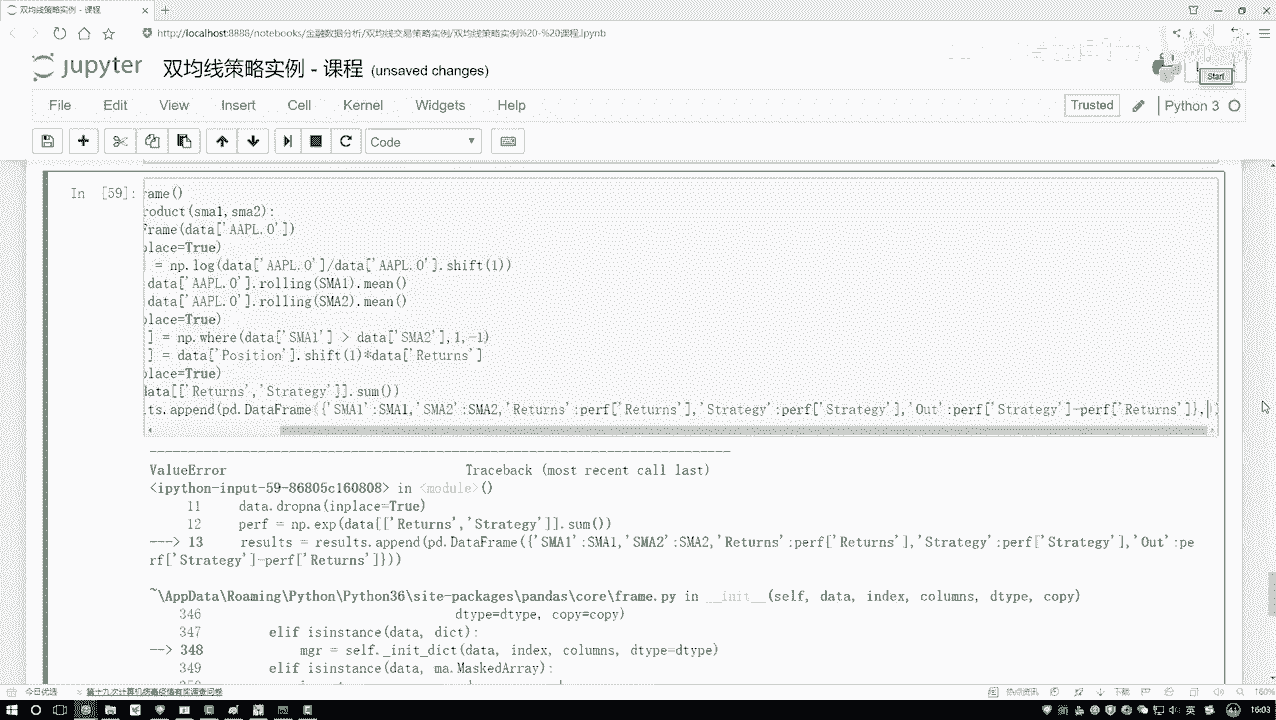 双均线策略实例 - 课程
http://localhost:8888/notebooks/金融数据分析/双均线交易策略实例/双均线策略实例%20-%20课程.ipynb
jupyter 双均线策略实例 - 课程 (unsaved changes)
Start
File Edit View Insert Cell Kernel Widgets Help
Trusted Python 3
Code
In [59]:
rame()
roduct(sma1,sma2):
Frame(data['AAPL.O'])
place=True)
] = np.log(data['AAPL.O']/data['AAPL.O'].shift(1))
data['AAPL.O'].rolling(SMA1).mean()
data['AAPL.O'].rolling(SMA2).mean()
place=True)
] = np.where(data['SMA1'] > data['SMA2'],1,-1)
] = data['Position'].shift(1)*data['Returns']
place=True)
data[['Returns','Strategy']].sum())
ts.append(pd.DataFrame({'SMA1':SMA1,'SMA2':SMA2,'Returns':perf['Returns'],'Strategy':perf['Strategy'],'Out':perf['Strategy']-perf['Returns']},
ValueError Traceback (most recent call last)
<ipython-input-59-86805c160808> in <module>()
11 data.dropna(inplace=True)
12 perf = np.exp(data[['Returns','Strategy']].sum())
---> 13 results = results.append(pd.DataFrame({'SMA1':SMA1,'SMA2':SMA2,'Returns':perf['Returns'],'Strategy':perf['Strategy'],'Out':pe
rf['Strategy']-perf['Returns']}))
~\AppData\Roaming\Python\Python36\site-packages\pandas\core\frame.py in __init__(self, data, index, columns, dtype, copy)
346 dtype=dtype, copy=copy)
347 elif isinstance(data, dict):
--> 348 mgr = self._init_dict(data, index, columns, dtype=dtype)
349 elif isinstance(data, ma.MaskedArray):
今日优选
下载
160%
16:03